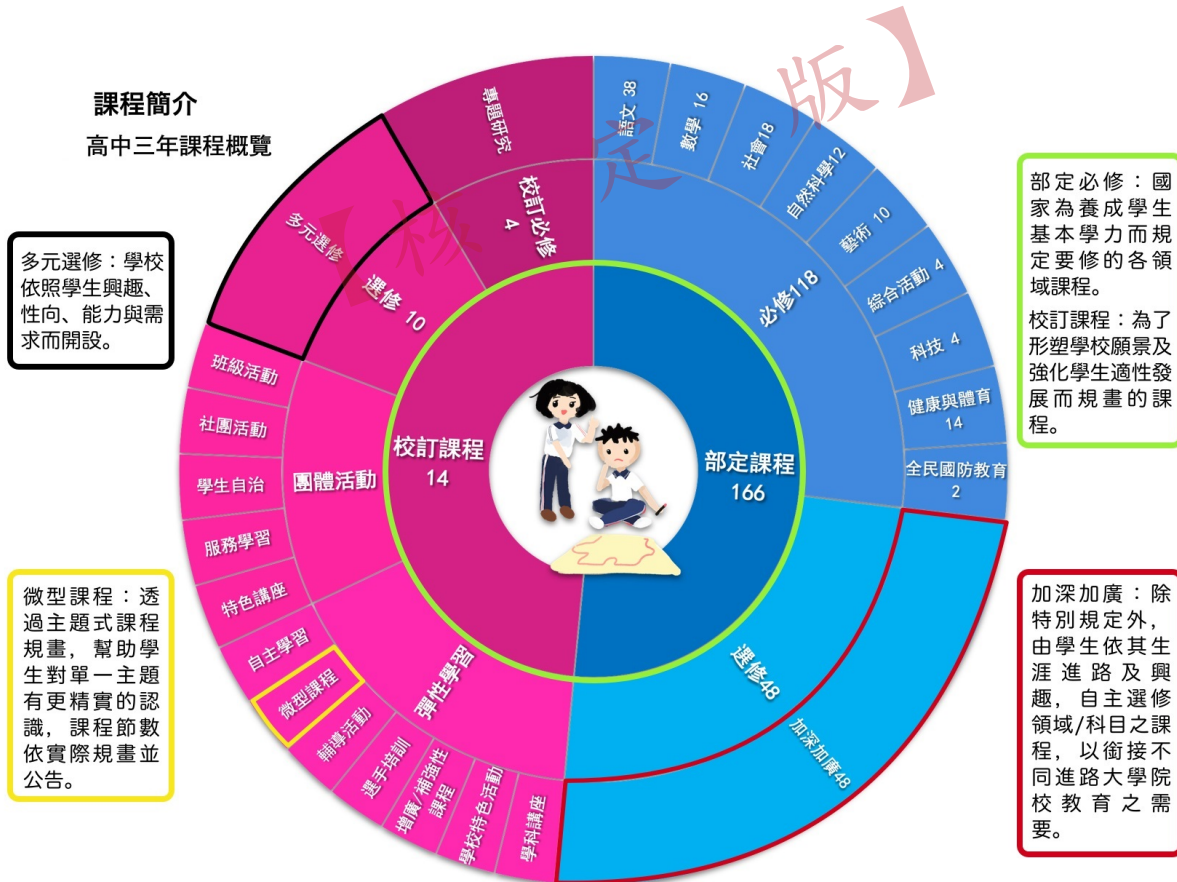 課程簡介
高中三年課程概覽
【核定版】
專題研究
校訂必修
4
多元選修
選修 10
班級活動
社團活動
學生自治
服務學習
特色講座
團體活動
自主學習
微型課程
輔導活動
選手培訓
增廣/補強性
課程
學校特色活動
學科講座
彈性學習
校訂課程
14
部定課程
166
必修118
語文 38
數學 16
社會18
自然科學12
藝術 10
綜合活動 4
科技 4
健康與體育
14
全民國防教育
2
選修48
加深加廣48
多元選修：學校
依照學生興趣、
性向、能力與需
求而開設。
微型課程：透
過主題式課程
規畫，幫助學
生對單一主題
有更精實的認
識，課程節數
依實際規畫並
公告。
部定必修：國
家為養成學生
基本學力而規
定要修的各領
域課程。
校訂課程：為了
形塑學校願景及
強化學生適性發
展而規畫的課
程。
加深加廣：除
特別規定外，
由學生依其生
涯進路及興
趣，自主選修
領域/科目之課
程，以銜接不
同進路大學院
校教育之需
要。